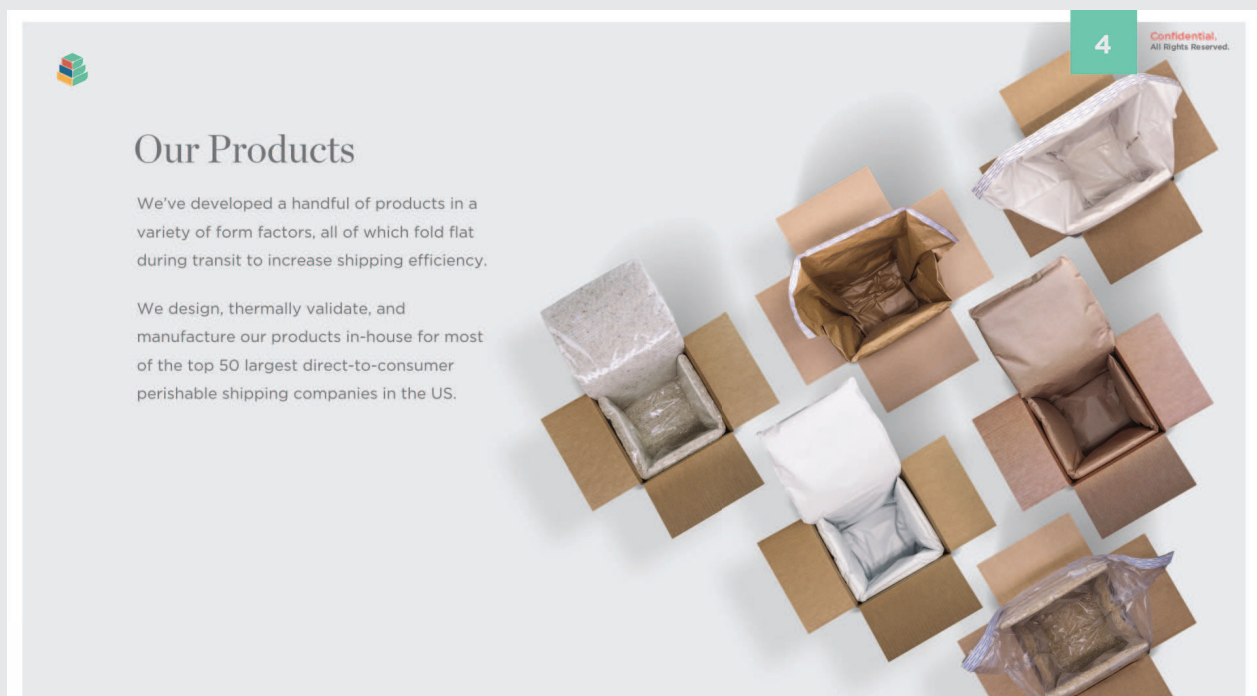 4
Confidential.
All Rights Reserved.
Our Products
We've developed a handful of products in a
variety of form factors, all of which fold flat
during transit to increase shipping efficiency.
We design, thermally validate, and
manufacture our products in-house for most
of the top 50 largest direct-to-consumer
perishable shipping companies in the US.